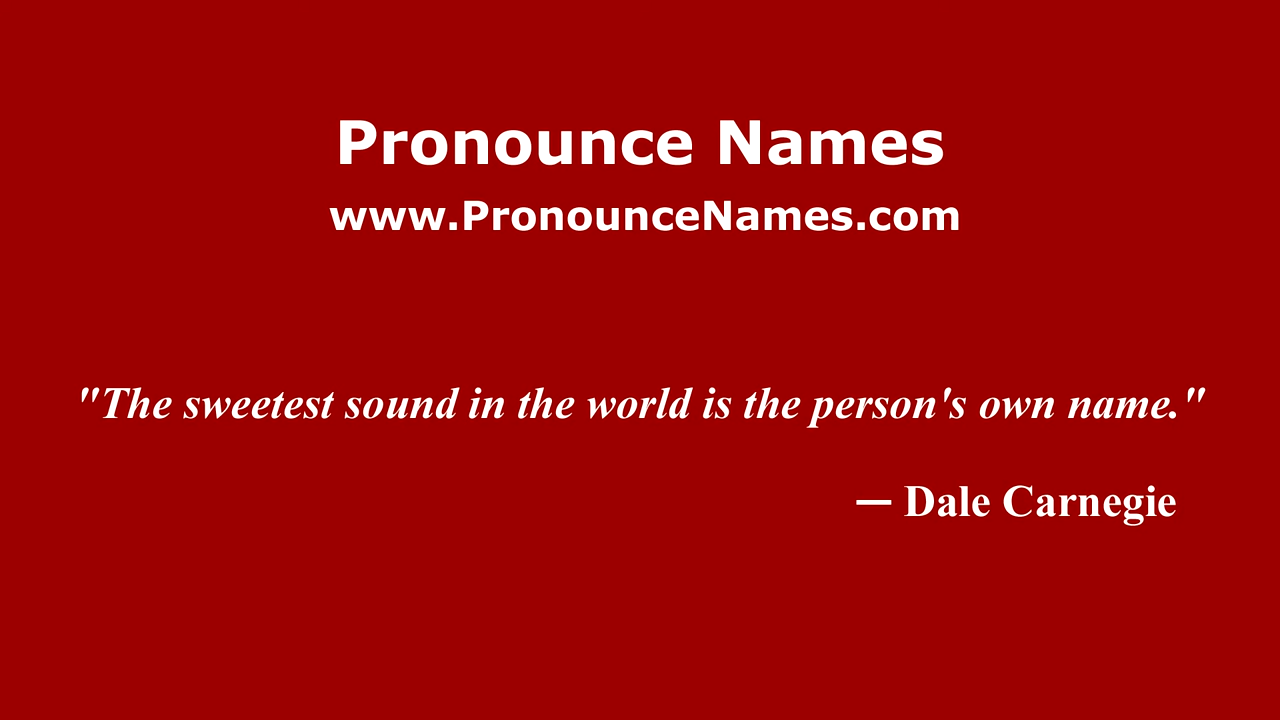 Pronounce Names
www.PronounceNames.com
"The sweetest sound in the world is the person's own name."
— Dale Carnegie